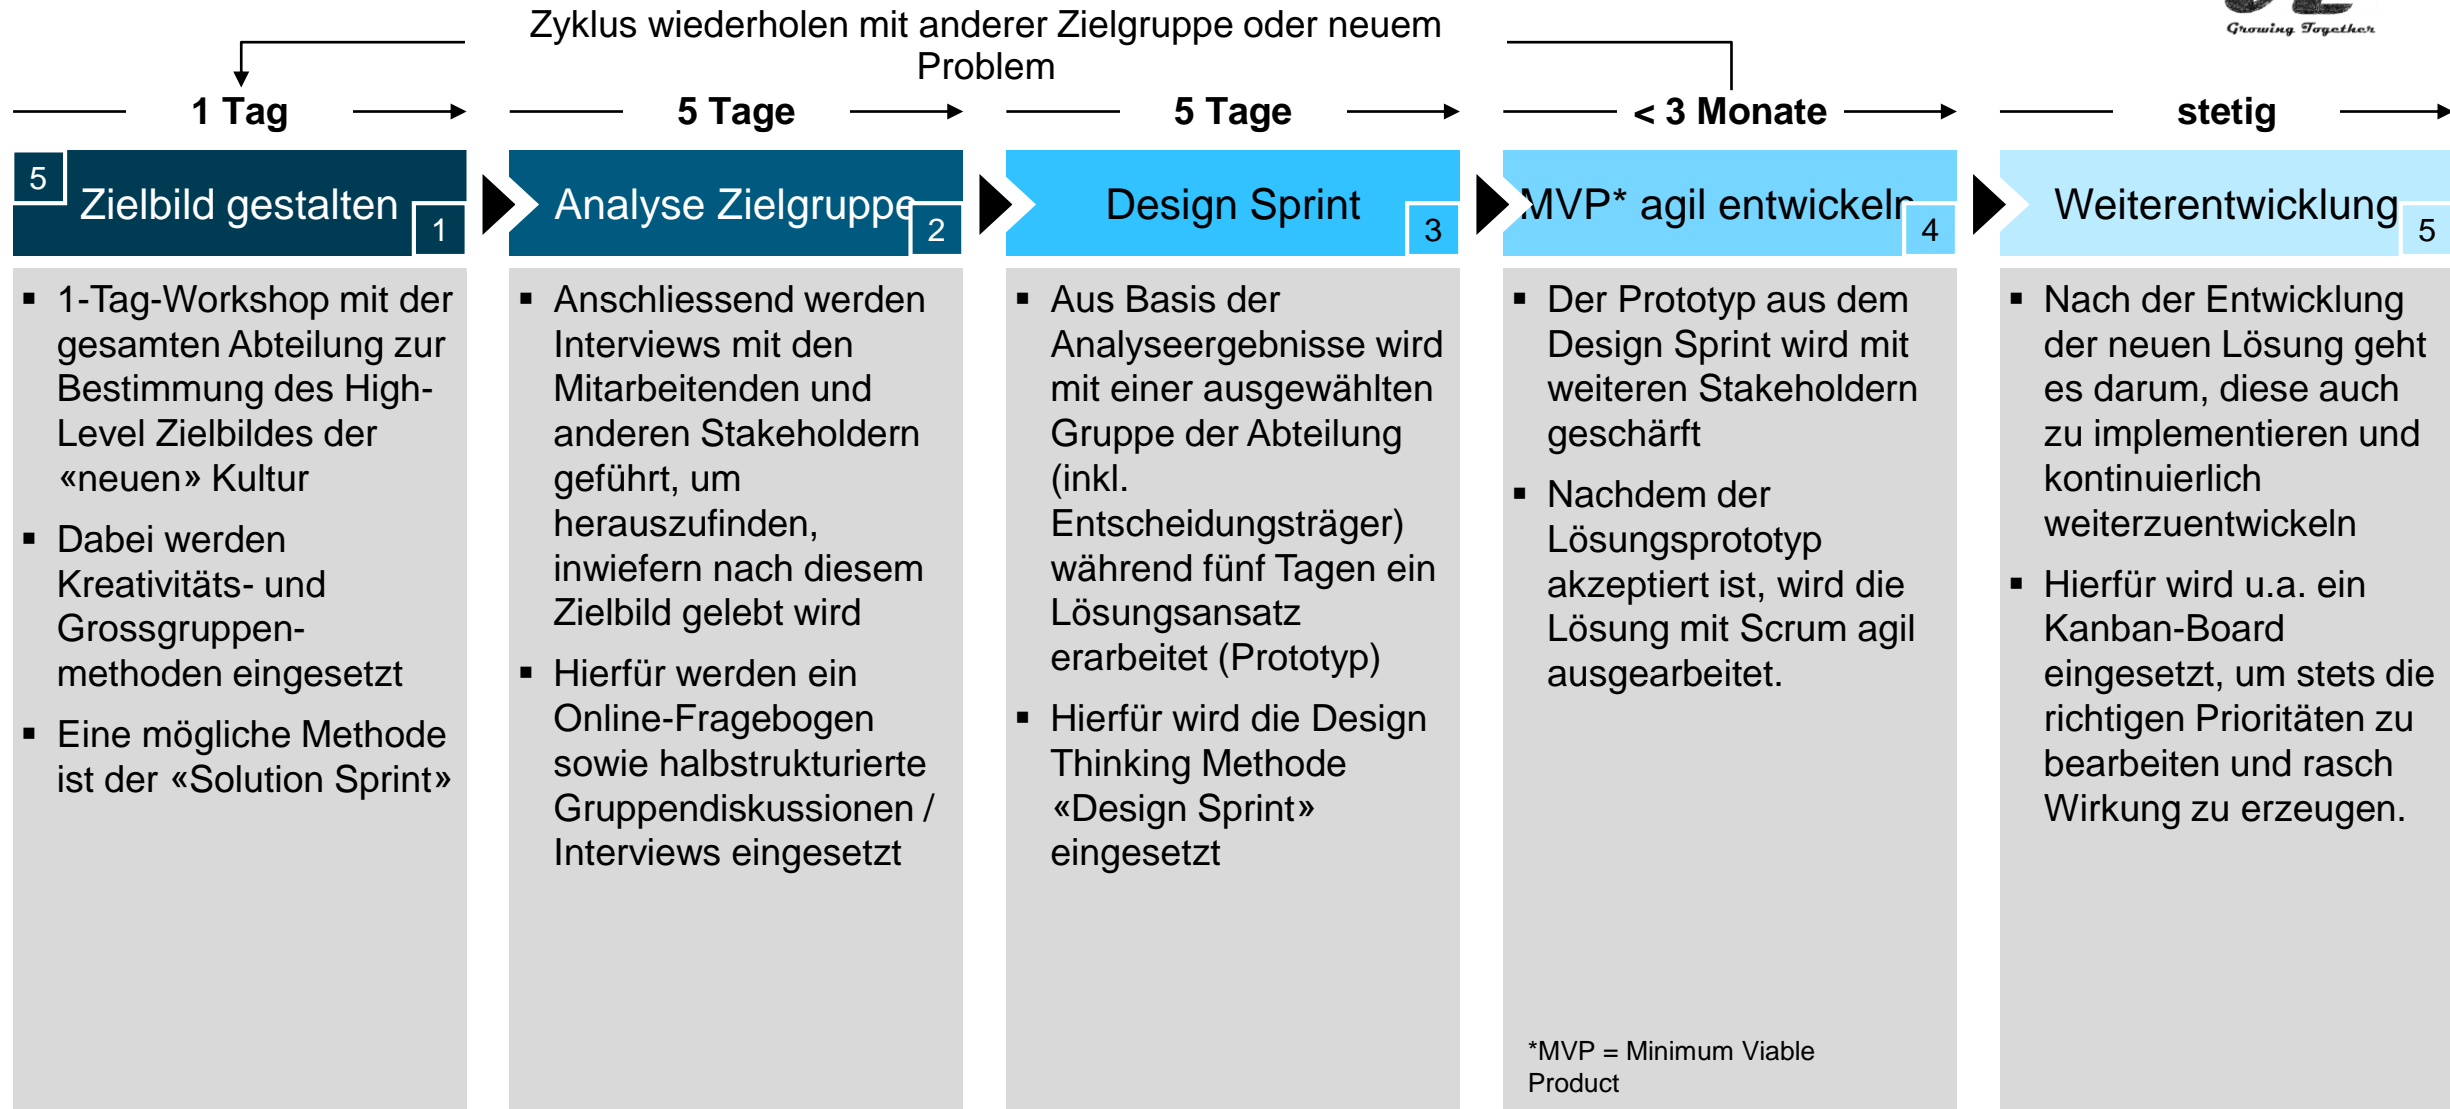 Growing Together
Zyklus wiederholen mit anderer Zielgruppe oder neuem
Problem
1 Tag
5 Tage
5 Tage
< 3 Monate
stetig
5
Zielbild gestalten
1
Analyse Zielgruppe
2
Design Sprint
3
MVP* agil entwickeln
4
Weiterentwicklung
5
▪ 1-Tag-Workshop mit der
gesamten Abteilung zur
Bestimmung des High-
Level Zielbildes der
«neuen» Kultur
▪ Dabei werden
Kreativitäts- und
Grossgruppen-
methoden eingesetzt
▪ Eine mögliche Methode
ist der «Solution Sprint»
▪ Anschliessend werden
Interviews mit den
Mitarbeitenden und
anderen Stakeholdern
geführt, um
herauszufinden,
inwiefern nach diesem
Zielbild gelebt wird
▪ Hierfür werden ein
Online-Fragebogen
sowie halbstrukturierte
Gruppendiskussionen /
Interviews eingesetzt
▪ Aus Basis der
Analyseergebnisse wird
mit einer ausgewählten
Gruppe der Abteilung
(inkl.
Entscheidungsträger)
während fünf Tagen ein
Lösungsansatz
erarbeitet (Prototyp)
▪ Hierfür wird die Design
Thinking Methode
«Design Sprint»
eingesetzt
▪ Der Prototyp aus dem
Design Sprint wird mit
weiteren Stakeholdern
geschärft
▪ Nachdem der
Lösungsprototyp
akzeptiert ist, wird die
Lösung mit Scrum agil
ausgearbeitet.
*MVP = Minimum Viable
Product
▪ Nach der Entwicklung
der neuen Lösung geht
es darum, diese auch
zu implementieren und
kontinuierlich
weiterzuentwickeln
▪ Hierfür wird u.a. ein
Kanban-Board
eingesetzt, um stets die
richtigen Prioritäten zu
bearbeiten und rasch
Wirkung zu erzeugen.